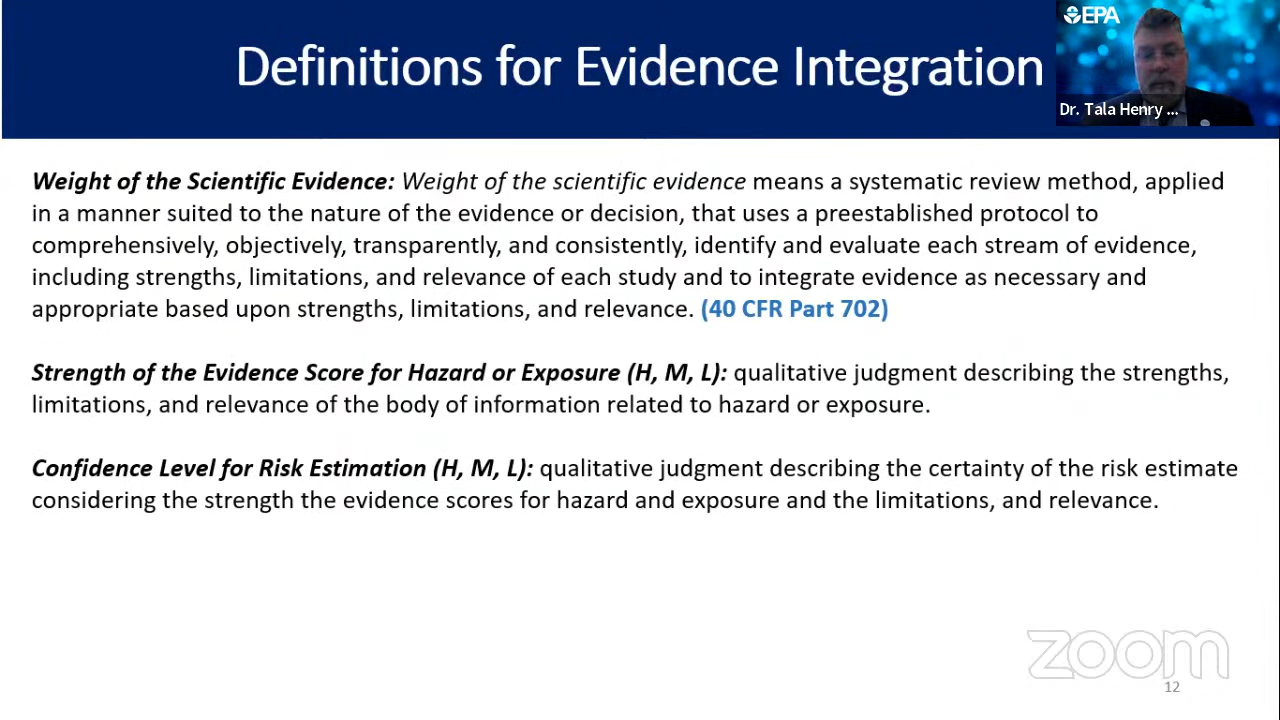 Definitions for Evidence Integration
EPA
Dr. Tala Henry ...
Weight of the Scientific Evidence: Weight of the scientific evidence means a systematic review method, applied
in a manner suited to the nature of the evidence or decision, that uses a preestablished protocol to
comprehensively, objectively, transparently, and consistently, identify and evaluate each stream of evidence,
including strengths, limitations, and relevance of each study and to integrate evidence as necessary and
appropriate based upon strengths, limitations, and relevance. (40 CFR Part 702)
Strength of the Evidence Score for Hazard or Exposure (H, M, L): qualitative judgment describing the strengths,
limitations, and relevance of the body of information related to hazard or exposure.
Confidence Level for Risk Estimation (H, M, L): qualitative judgment describing the certainty of the risk estimate
considering the strength the evidence scores for hazard and exposure and the limitations, and relevance.
zoom
12